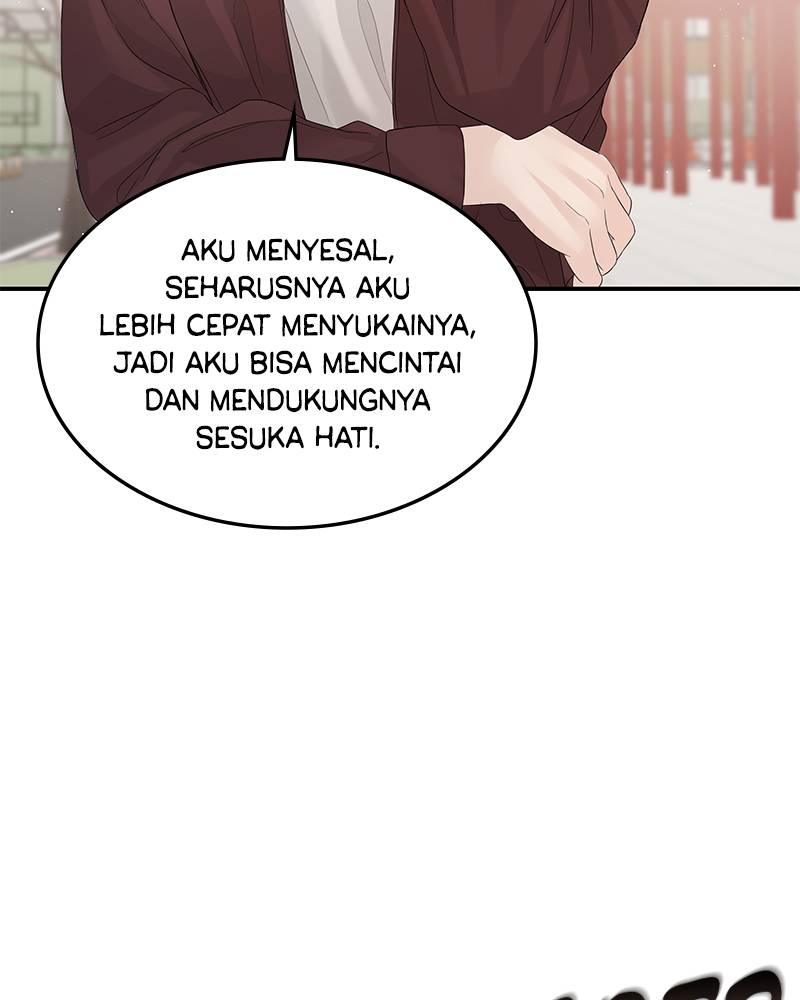 AKU MENYESAL,
SEHARUSNYA AKU
LEBIH CEPAT MENYUKAINYA,
JADI AKU BISA MENCINTAI
DAN MENDUKUNGNYA
SESUKA HATI.